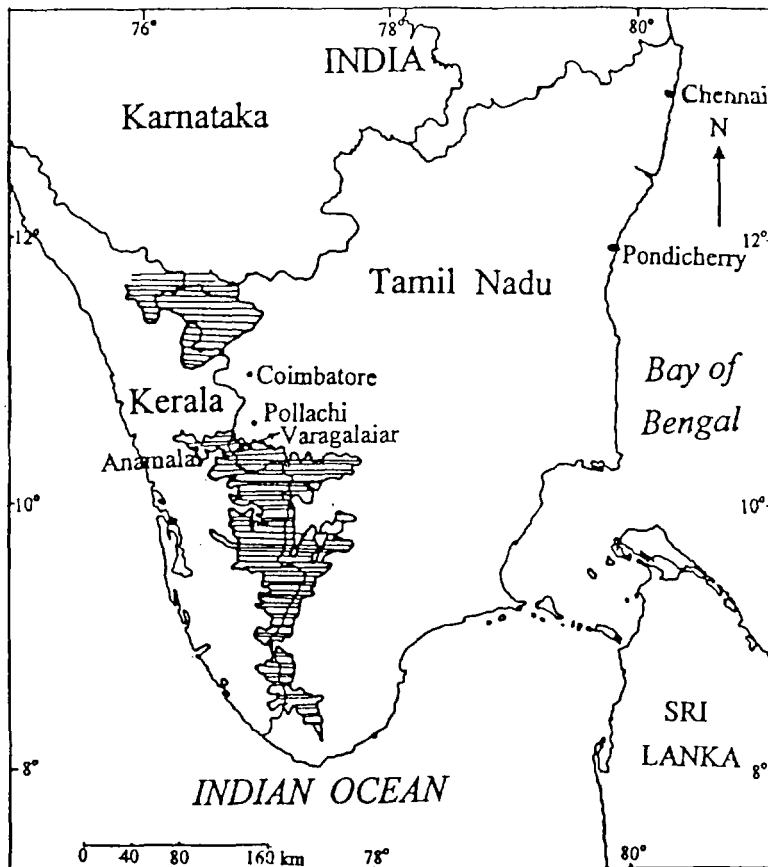 76°
78°
80°
INDIA
Karnataka
Chennai
N
12°
12°
Tamil Nadu
Pondicherry
Coimbatore
Kerala
Pollachi
Varagalaiar
Bay of
Bengal
Anamalai
10°
10°
SRI
LANKA
8°
8°
INDIAN OCEAN
0 40 80 160 km
78°
80°